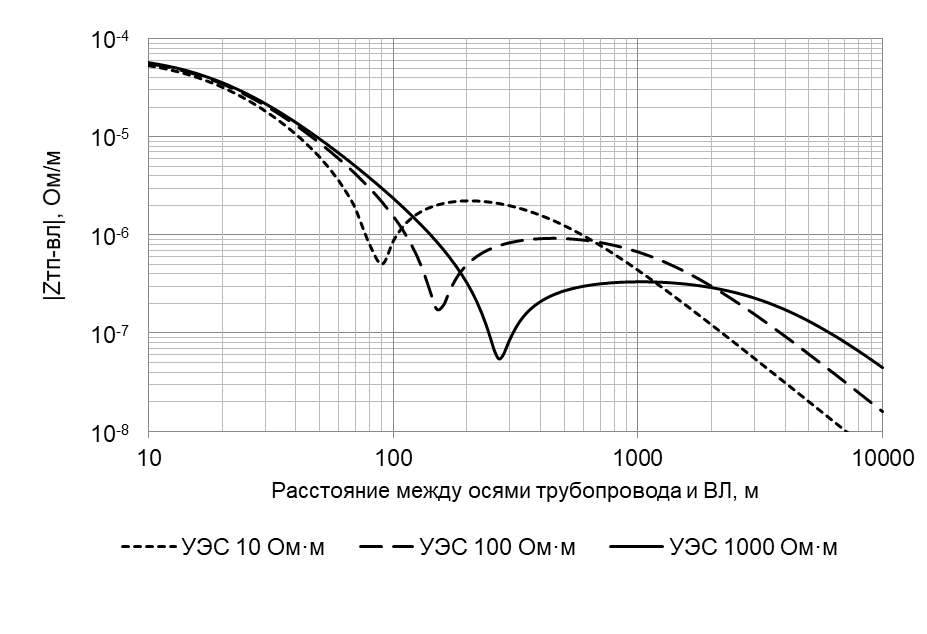 |Zтп-вл|, Ом/м
10-4
10-5
10-6
10-7
10-8
10 100 1000 10000
Расстояние между осями трубопровода и ВЛ, м
УЭС 10 Ом·м УЭС 100 Ом·м УЭС 1000 Ом·м